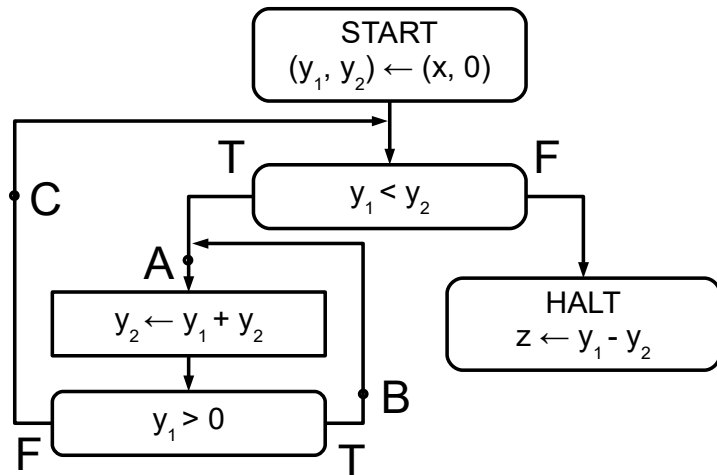 START
(y₁, y₂) ← (x, 0)
T
F
y₁ < y₂
C
A
y₂ ← y₁ + y₂
HALT
z ← y₁ - y₂
B
y₁ > 0
F
T